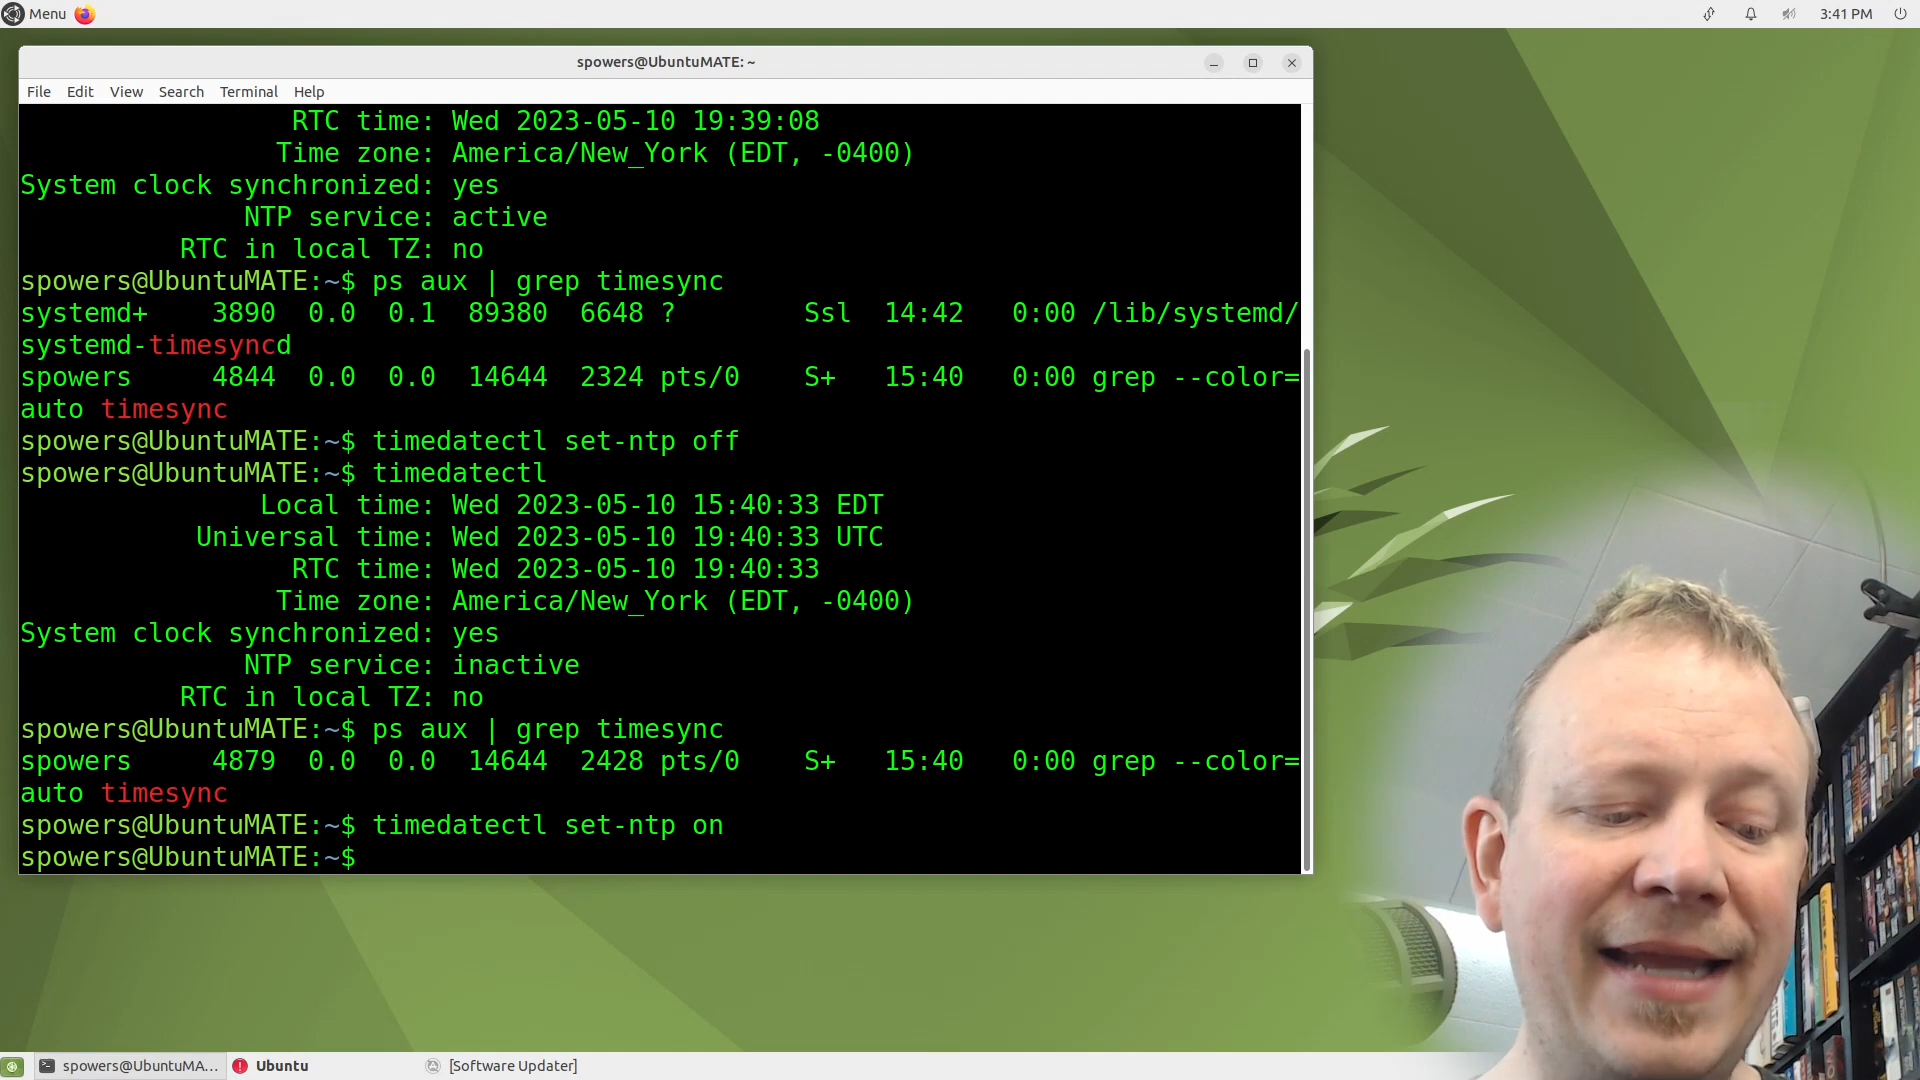 Menu
3:41 PM
spowers@UbuntuMATE: ~
File Edit View Search Terminal Help
RTC time: Wed 2023-05-10 19:39:08
Time zone: America/New_York (EDT, -0400)
System clock synchronized: yes
NTP service: active
RTC in local TZ: no
spowers@UbuntuMATE:~$ ps aux | grep timesync
systemd+ 3890 0.0 0.1 89380 6648 ? Ssl 14:42 0:00 /lib/systemd/
systemd-timesyncd
spowers 4844 0.0 0.0 14644 2324 pts/0 S+ 15:40 0:00 grep --color=
auto timesync
spowers@UbuntuMATE:~$ timedatectl set-ntp off
spowers@UbuntuMATE:~$ timedatectl
Local time: Wed 2023-05-10 15:40:33 EDT
Universal time: Wed 2023-05-10 19:40:33 UTC
RTC time: Wed 2023-05-10 19:40:33
Time zone: America/New_York (EDT, -0400)
System clock synchronized: yes
NTP service: inactive
RTC in local TZ: no
spowers@UbuntuMATE:~$ ps aux | grep timesync
spowers 4879 0.0 0.0 14644 2428 pts/0 S+ 15:40 0:00 grep --color=
auto timesync
spowers@UbuntuMATE:~$ timedatectl set-ntp on
spowers@UbuntuMATE:~$
spowers@UbuntuMA... Ubuntu [Software Updater]